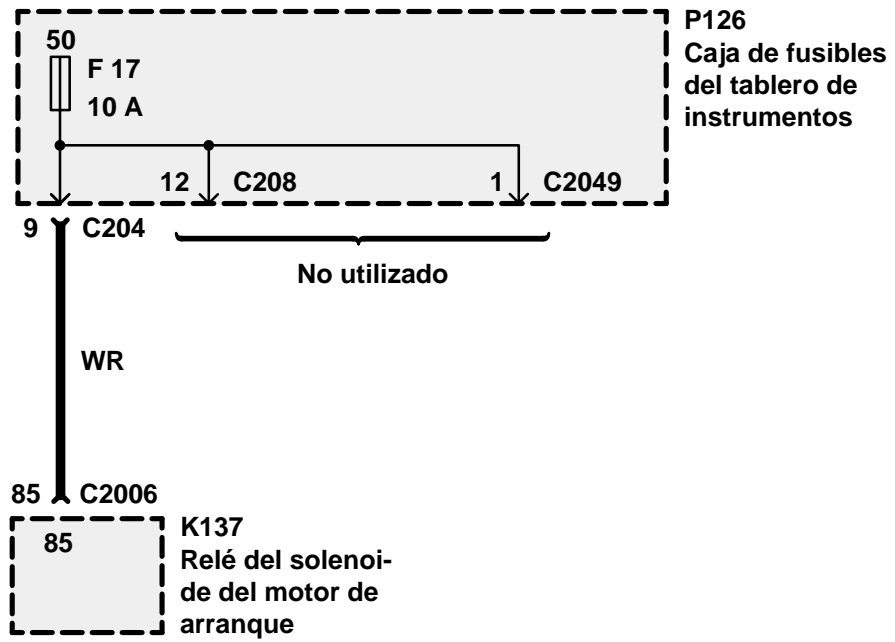 P126
Caja de fusibles
del tablero de
instrumentos
50
F 17
10 A
12 C208
1 C2049
9 C204
No utilizado
WR
85 C2006
85
K137
Relé del solenoi-
de del motor de
arranque